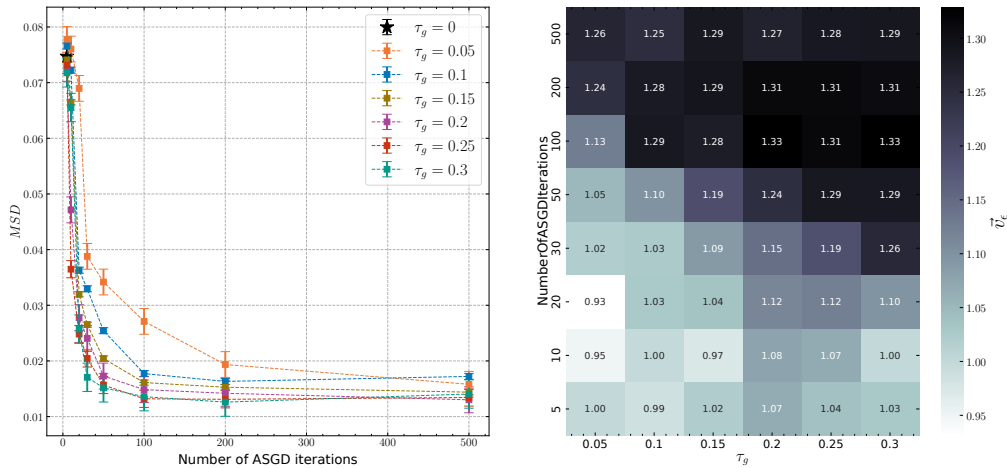 0.08
0.07
0.06
0.05
0.04
0.03
0.02
0.01
MSD
0 100 200 300 400 500
Number of ASGD iterations
τg = 0
τg = 0.05
τg = 0.1
τg = 0.15
τg = 0.2
τg = 0.25
τg = 0.3
NumberOfASGDIterations
500 1.26 1.25 1.29 1.27 1.28 1.29
200 1.24 1.28 1.29 1.31 1.31 1.31
100 1.13 1.29 1.28 1.33 1.31 1.33
50 1.05 1.10 1.19 1.24 1.29 1.29
30 1.02 1.03 1.09 1.15 1.19 1.26
20 0.93 1.03 1.04 1.12 1.12 1.10
10 0.95 1.00 0.97 1.08 1.07 1.00
5 1.00 0.99 1.02 1.07 1.04 1.03
0.05 0.1 0.15 0.2 0.25 0.3
τg
1.30
1.25
1.20
1.15
1.10
1.05
1.00
0.95
v⃗ϵ